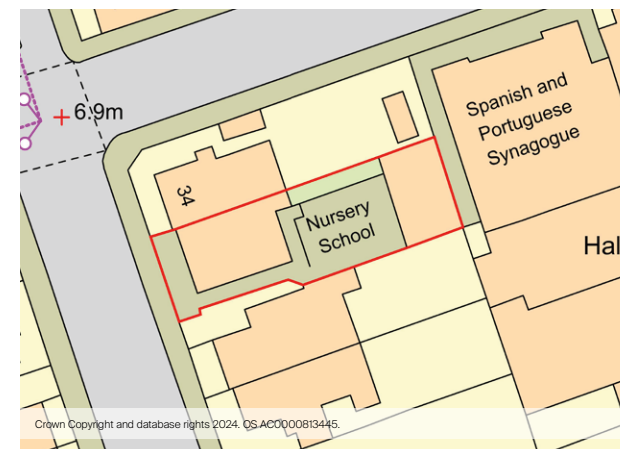 6.9m
Spanish and
Portuguese
Synagogue
34
Nursery
School
Hal
Crown Copyright and database rights 2024. OS AC0000813445.